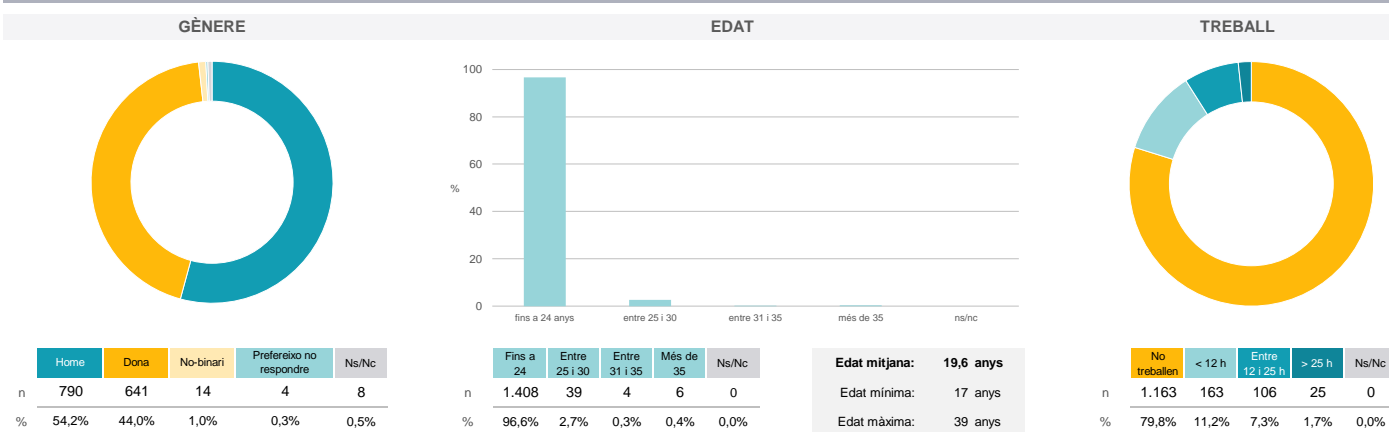 GÈNERE
Home Dona No-binari Prefereixo no respondre Ns/Nc
n 790 641 14 4 8
% 54,2% 44,0% 1,0% 0,3% 0,5%
EDAT
100
80
60
%
40
20
0
fins a 24 anys entre 25 i 30 entre 31 i 35 més de 35 ns/nc
Fins a 24 Entre 25 i 30 Entre 31 i 35 Més de 35 Ns/Nc
n 1.408 39 4 6 0
% 96,6% 2,7% 0,3% 0,4% 0,0%
Edat mitjana: 19,6 anys
Edat mínima: 17 anys
Edat màxima: 39 anys
TREBALL
No treballen < 12 h Entre 12 i 25 h > 25 h Ns/Nc
n 1.163 163 106 25 0
% 79,8% 11,2% 7,3% 1,7% 0,0%